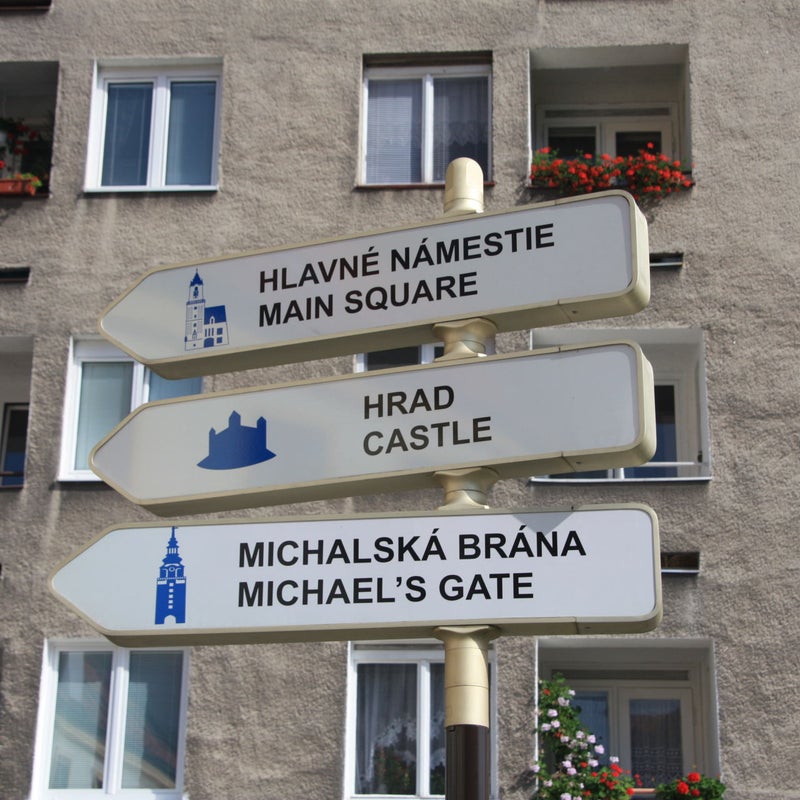 HLAVNÉ NÁMESTIE
MAIN SQUARE
HRAD
CASTLE
MICHALSKÁ BRÁNA
MICHAEL'S GATE